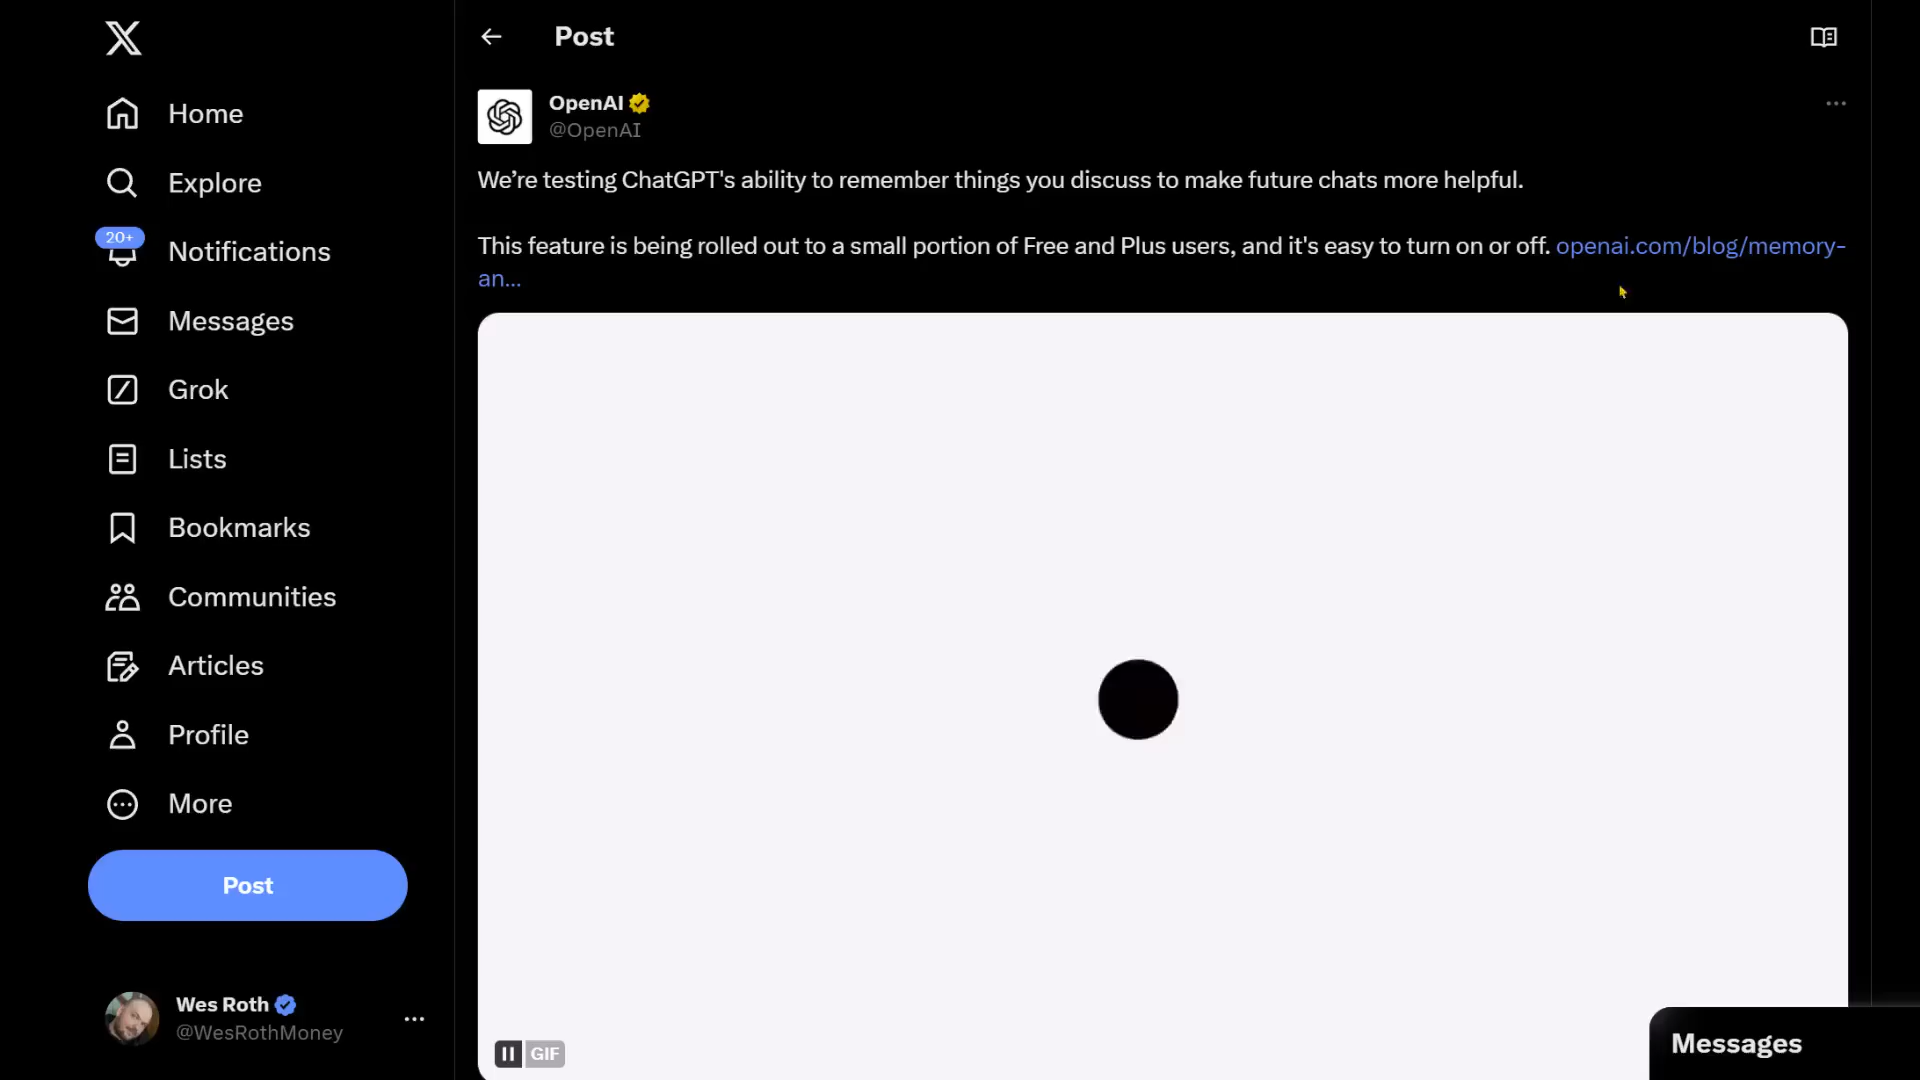 Home
Explore
20+
Notifications
Messages
Grok
Lists
Bookmarks
Communities
Articles
Profile
More
Post
Wes Roth
@WesRothMoney
Post
OpenAI
@OpenAI
We’re testing ChatGPT's ability to remember things you discuss to make future chats more helpful.
This feature is being rolled out to a small portion of Free and Plus users, and it's easy to turn on or off. openai.com/blog/memory-
an...
GIF
Messages